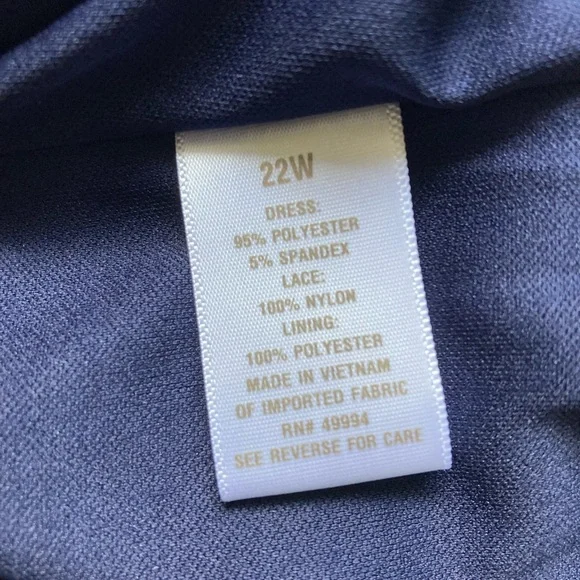 22W
DRESS:
95% POLYESTER
5% SPANDEX
LACE:
100% NYLON
LINING:
100% POLYESTER
MADE IN VIETNAM
OF IMPORTED FABRIC
RN# 49994
SEE REVERSE FOR CARE